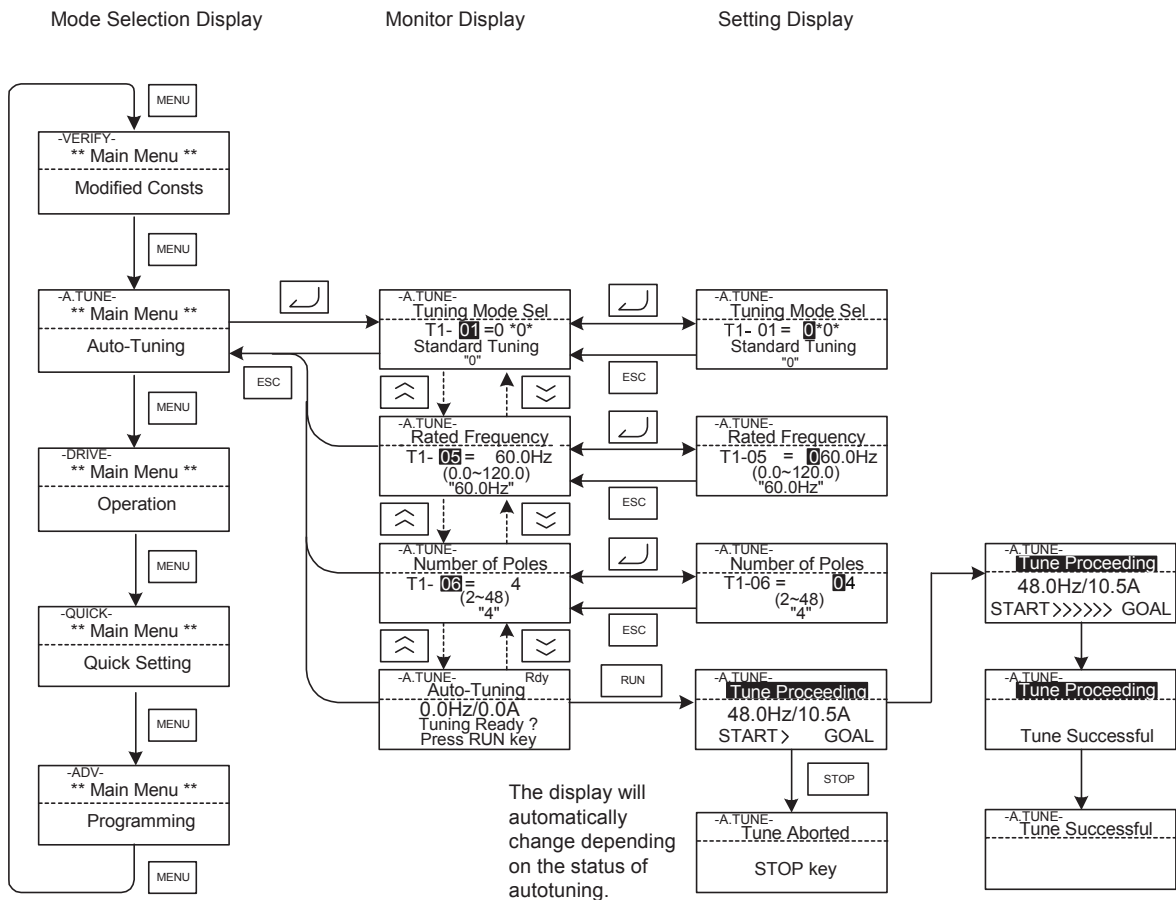 Mode Selection Display
Monitor Display
Setting Display
MENU
-VERIFY-
** Main Menu **
Modified Consts
MENU
-A.TUNE-
** Main Menu **
Auto-Tuning
MENU
-DRIVE-
** Main Menu **
Operation
MENU
-QUICK-
** Main Menu **
Quick Setting
MENU
-ADV-
** Main Menu **
Programming
MENU
ESC
-A.TUNE-
Tuning Mode Sel
T1- 01 =0 *0*
Standard Tuning
"0"
-A.TUNE-
Rated Frequency
T1- 05 = 60.0Hz
(0.0~120.0)
"60.0Hz"
-A.TUNE-
Number of Poles
T1- 06 = 4
(2~48)
"4"
-A.TUNE- Rdy
Auto-Tuning
0.0Hz/0.0A
Tuning Ready ?
Press RUN key
ESC
ESC
ESC
RUN
-A.TUNE-
Tuning Mode Sel
T1- 01 = 0*0*
Standard Tuning
"0"
-A.TUNE-
Rated Frequency
T1-05 = 060.0Hz
(0.0~120.0)
"60.0Hz"
-A.TUNE-
Number of Poles
T1-06 = 04
(2~48)
"4"
-A.TUNE-
Tune Proceeding
48.0Hz/10.5A
START> GOAL
STOP
-A.TUNE-
Tune Aborted
STOP key
-A.TUNE-
Tune Proceeding
48.0Hz/10.5A
START>>>>>> GOAL
-A.TUNE-
Tune Proceeding
Tune Successful
-A.TUNE-
Tune Successful
The display will
automatically
change depending
on the status of
autotuning.